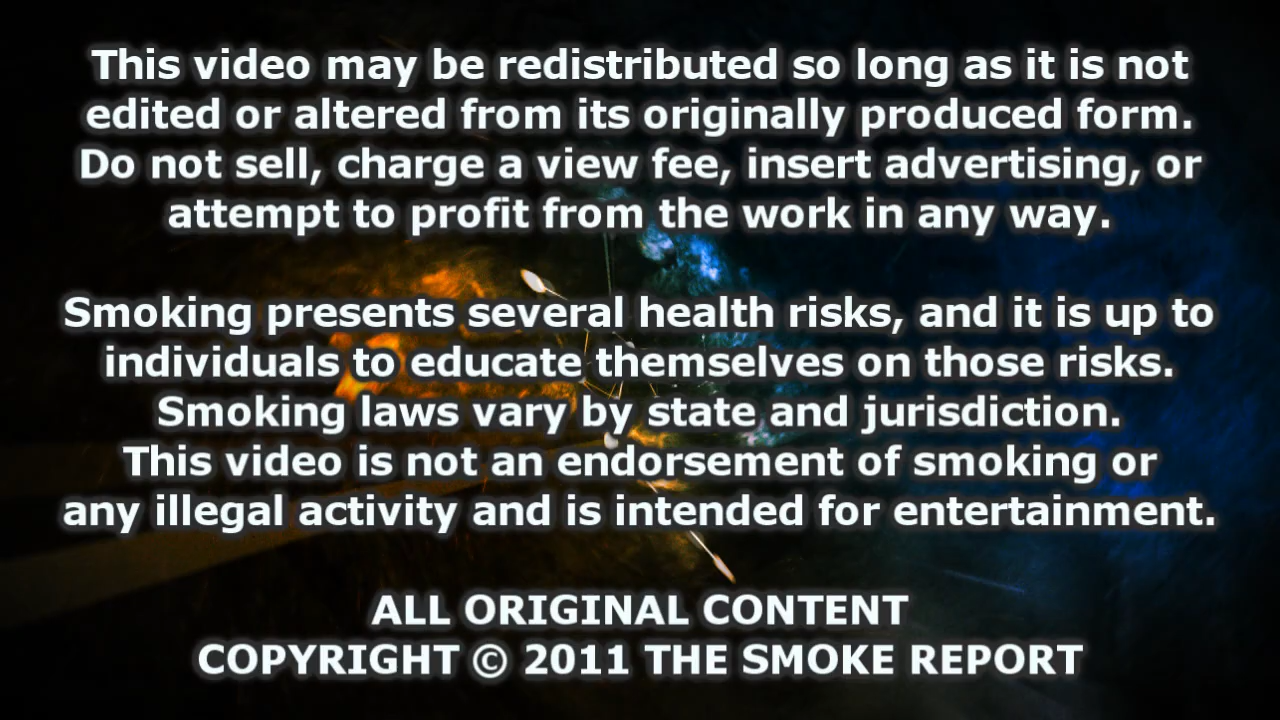 This video may be redistributed so long as it is not
edited or altered from its originally produced form.
Do not sell, charge a view fee, insert advertising, or
attempt to profit from the work in any way.
Smoking presents several health risks, and it is up to
individuals to educate themselves on those risks.
Smoking laws vary by state and jurisdiction.
This video is not an endorsement of smoking or
any illegal activity and is intended for entertainment.
ALL ORIGINAL CONTENT
COPYRIGHT © 2011 THE SMOKE REPORT